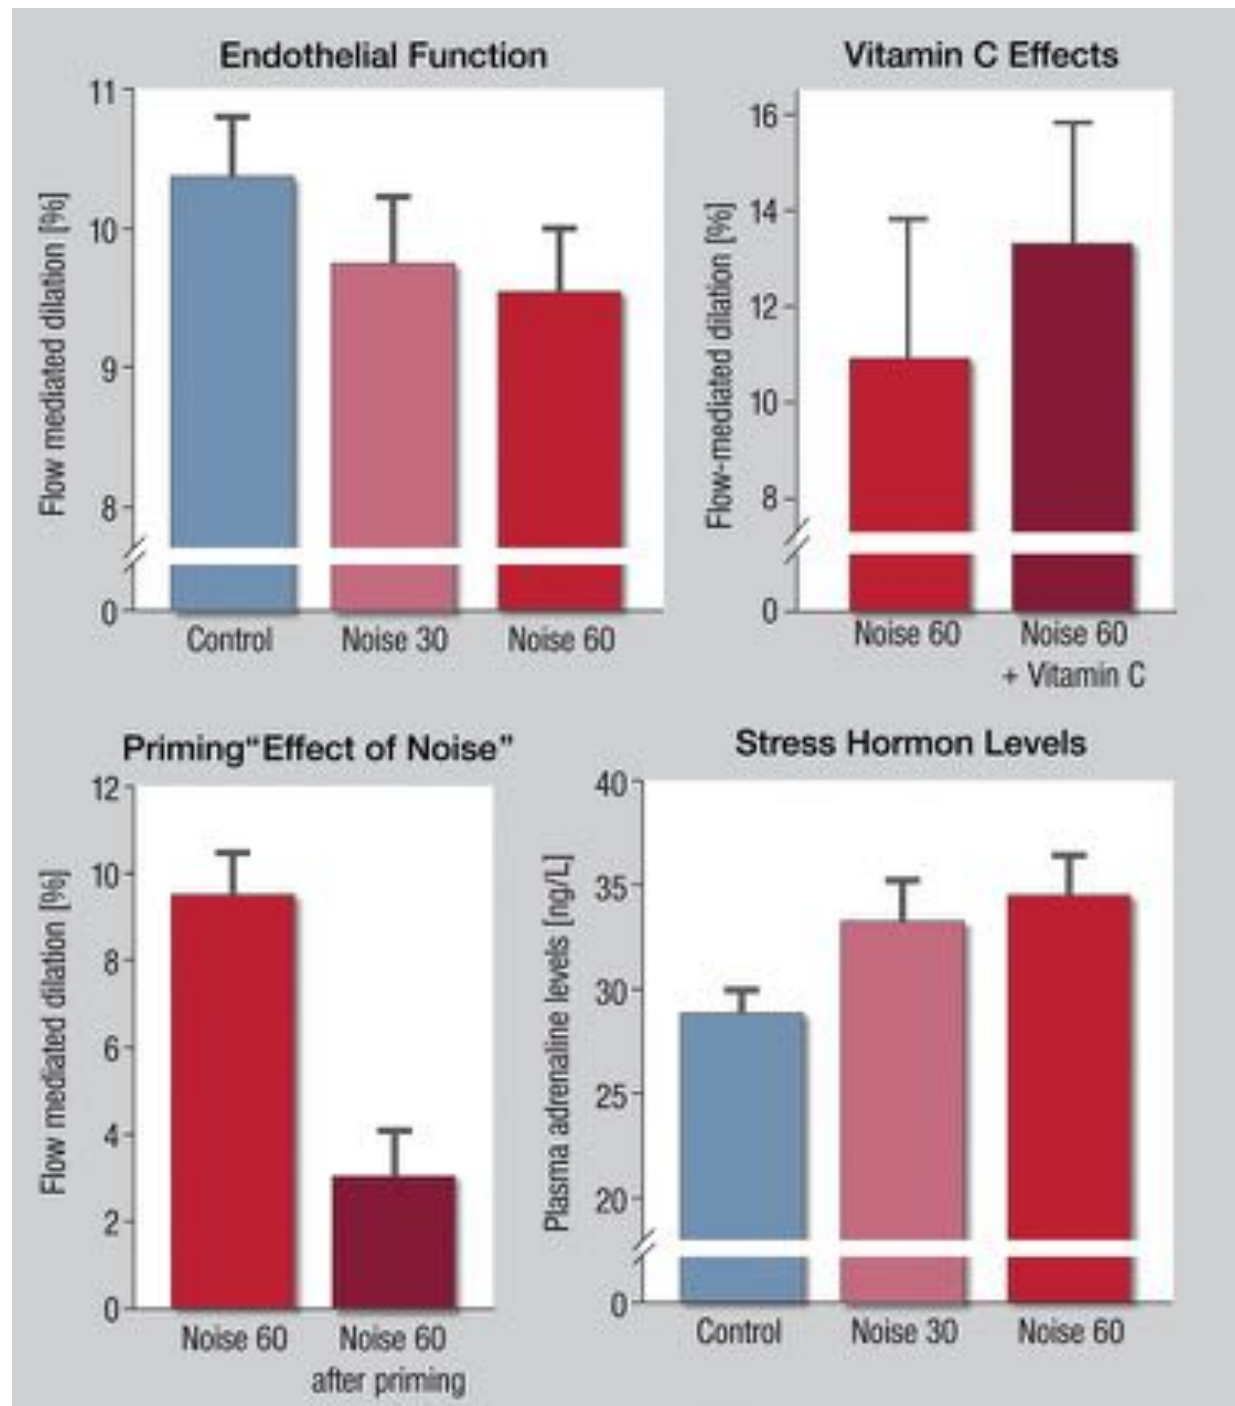 Endothelial Function
Flow mediated dilation [%]
11
10
9
8
0
Control
Noise 30
Noise 60
Vitamin C Effects
Flow-mediated dilation [%]
16
14
12
10
8
0
Noise 60
Noise 60
+ Vitamin C
Priming“Effect of Noise”
Flow mediated dilation [%]
12
10
8
6
4
2
0
Noise 60
Noise 60
after priming
Stress Hormon Levels
Plasma adrenaline levels [ng/L]
40
35
30
25
20
0
Control
Noise 30
Noise 60